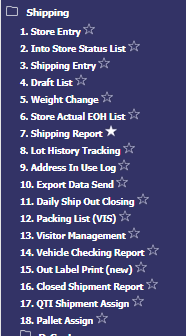 Shipping
1. Store Entry ☆
2. Into Store Status List ☆
3. Shipping Entry ☆
4. Draft List ☆
5. Weight Change ☆
6. Store Actual EOH List ☆
7. Shipping Report ★
8. Lot History Tracking ☆
9. Address In Use Log ☆
10. Export Data Send ☆
11. Daily Ship Out Closing ☆
12. Packing List (VIS) ☆
13. Visitor Management ☆
14. Vehicle Checking Report ☆
15. Out Label Print (new) ☆
16. Closed Shipment Report ☆
17. QTI Shipment Assign ☆
18. Pallet Assign ☆